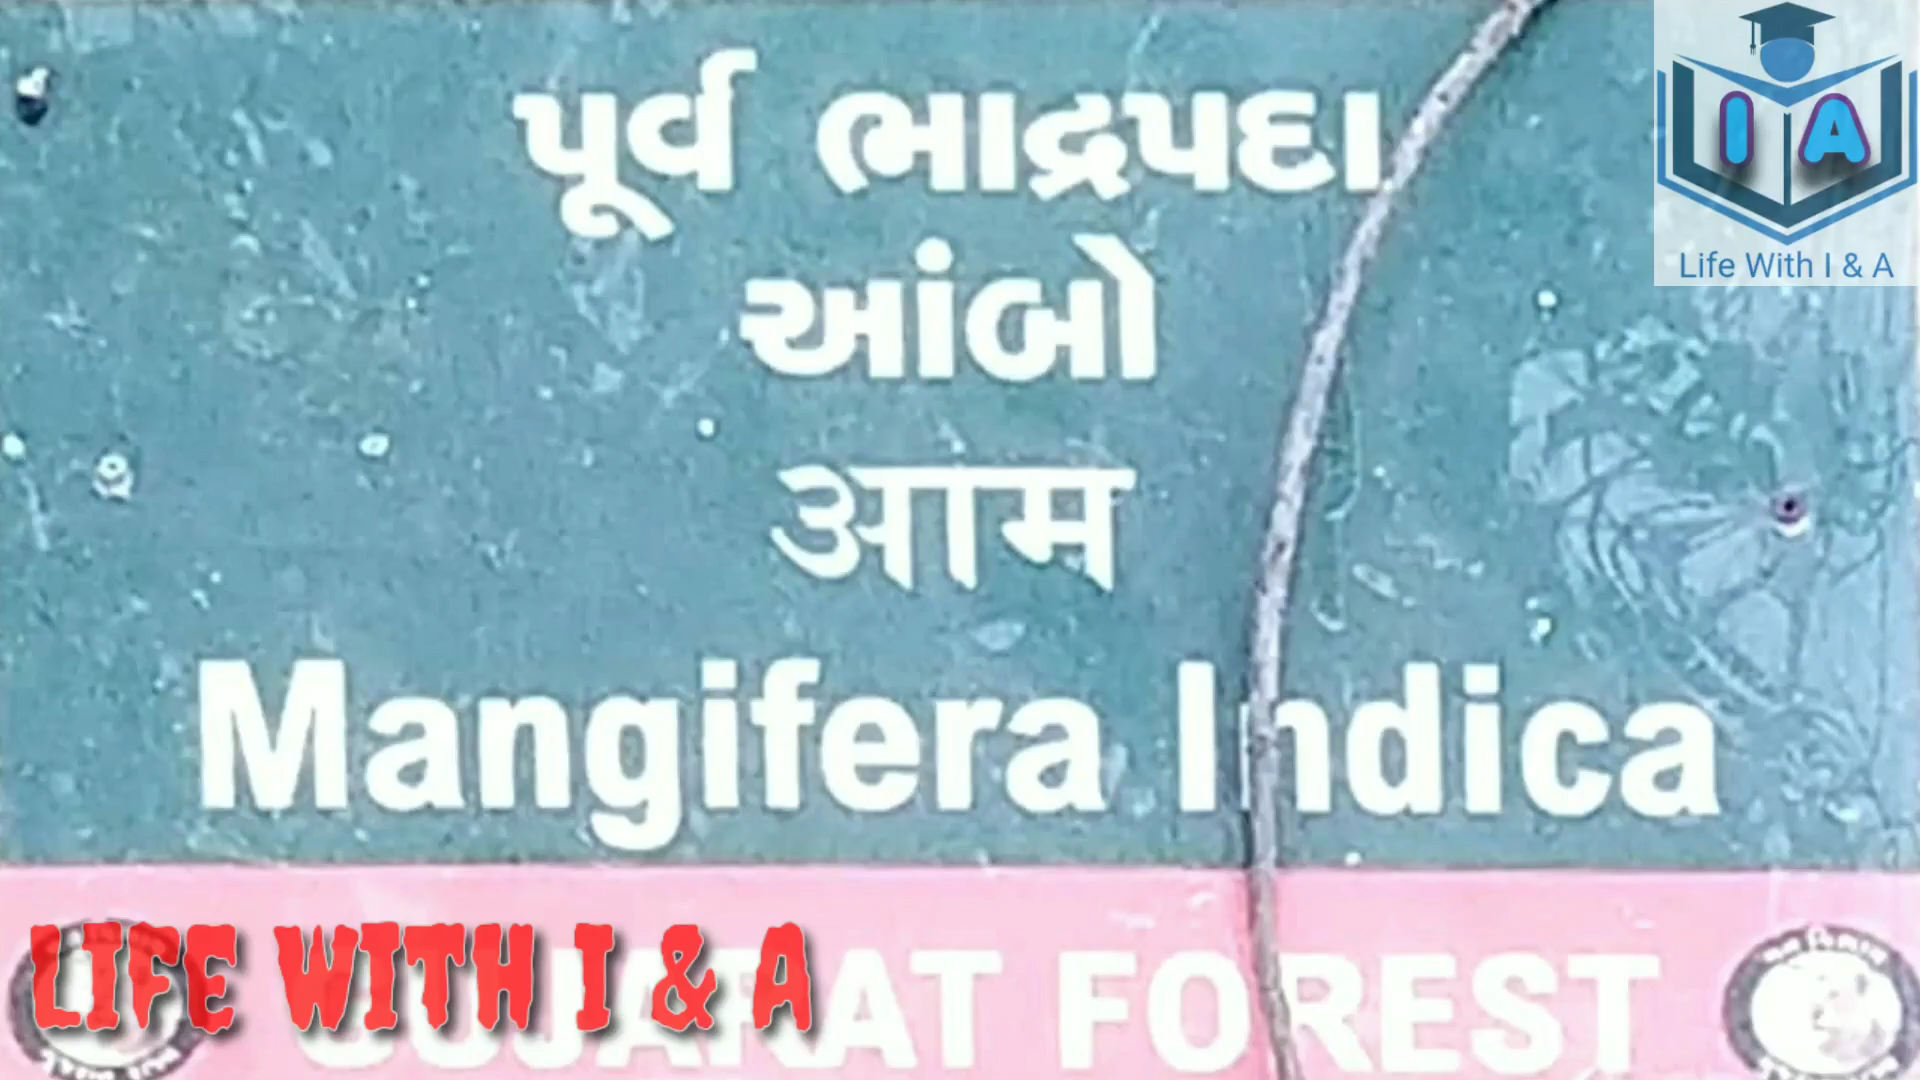 પૂર્વ ભાદ્રપદા
આંબો
आम
Mangifera Indica
GUJARAT FOREST
LIFE WITH I & A
I A
Life With I & A